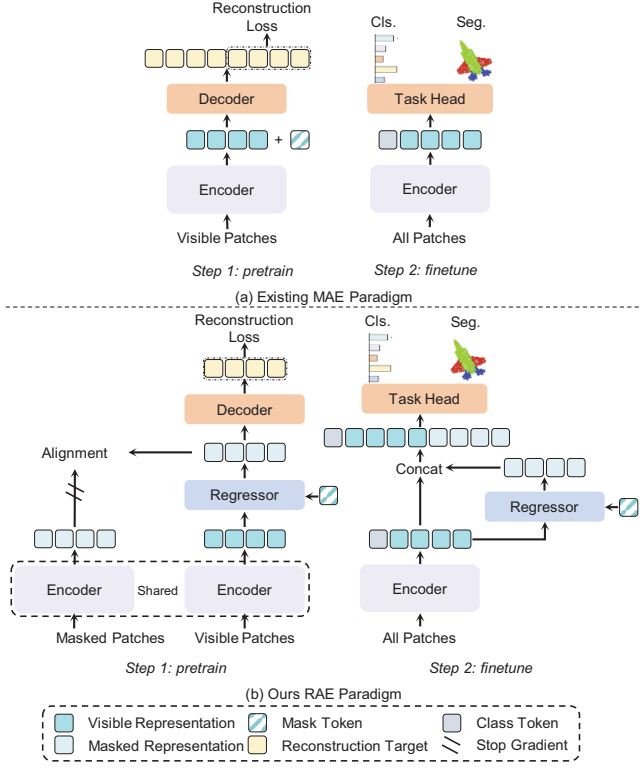 Reconstruction
Loss
Cls.
Seg.
Decoder
Task Head
+
Encoder
Encoder
Visible Patches
All Patches
Step 1: pretrain
Step 2: finetune
(a) Existing MAE Paradigm
Reconstruction
Loss
Cls.
Seg.
Decoder
Task Head
Alignment
Concat
Regressor
Regressor
Encoder
Shared
Encoder
Encoder
Masked Patches
Visible Patches
All Patches
Step 1: pretrain
Step 2: finetune
(b) Ours RAE Paradigm
Visible Representation
Mask Token
Class Token
Masked Representation
Reconstruction Target
Stop Gradient